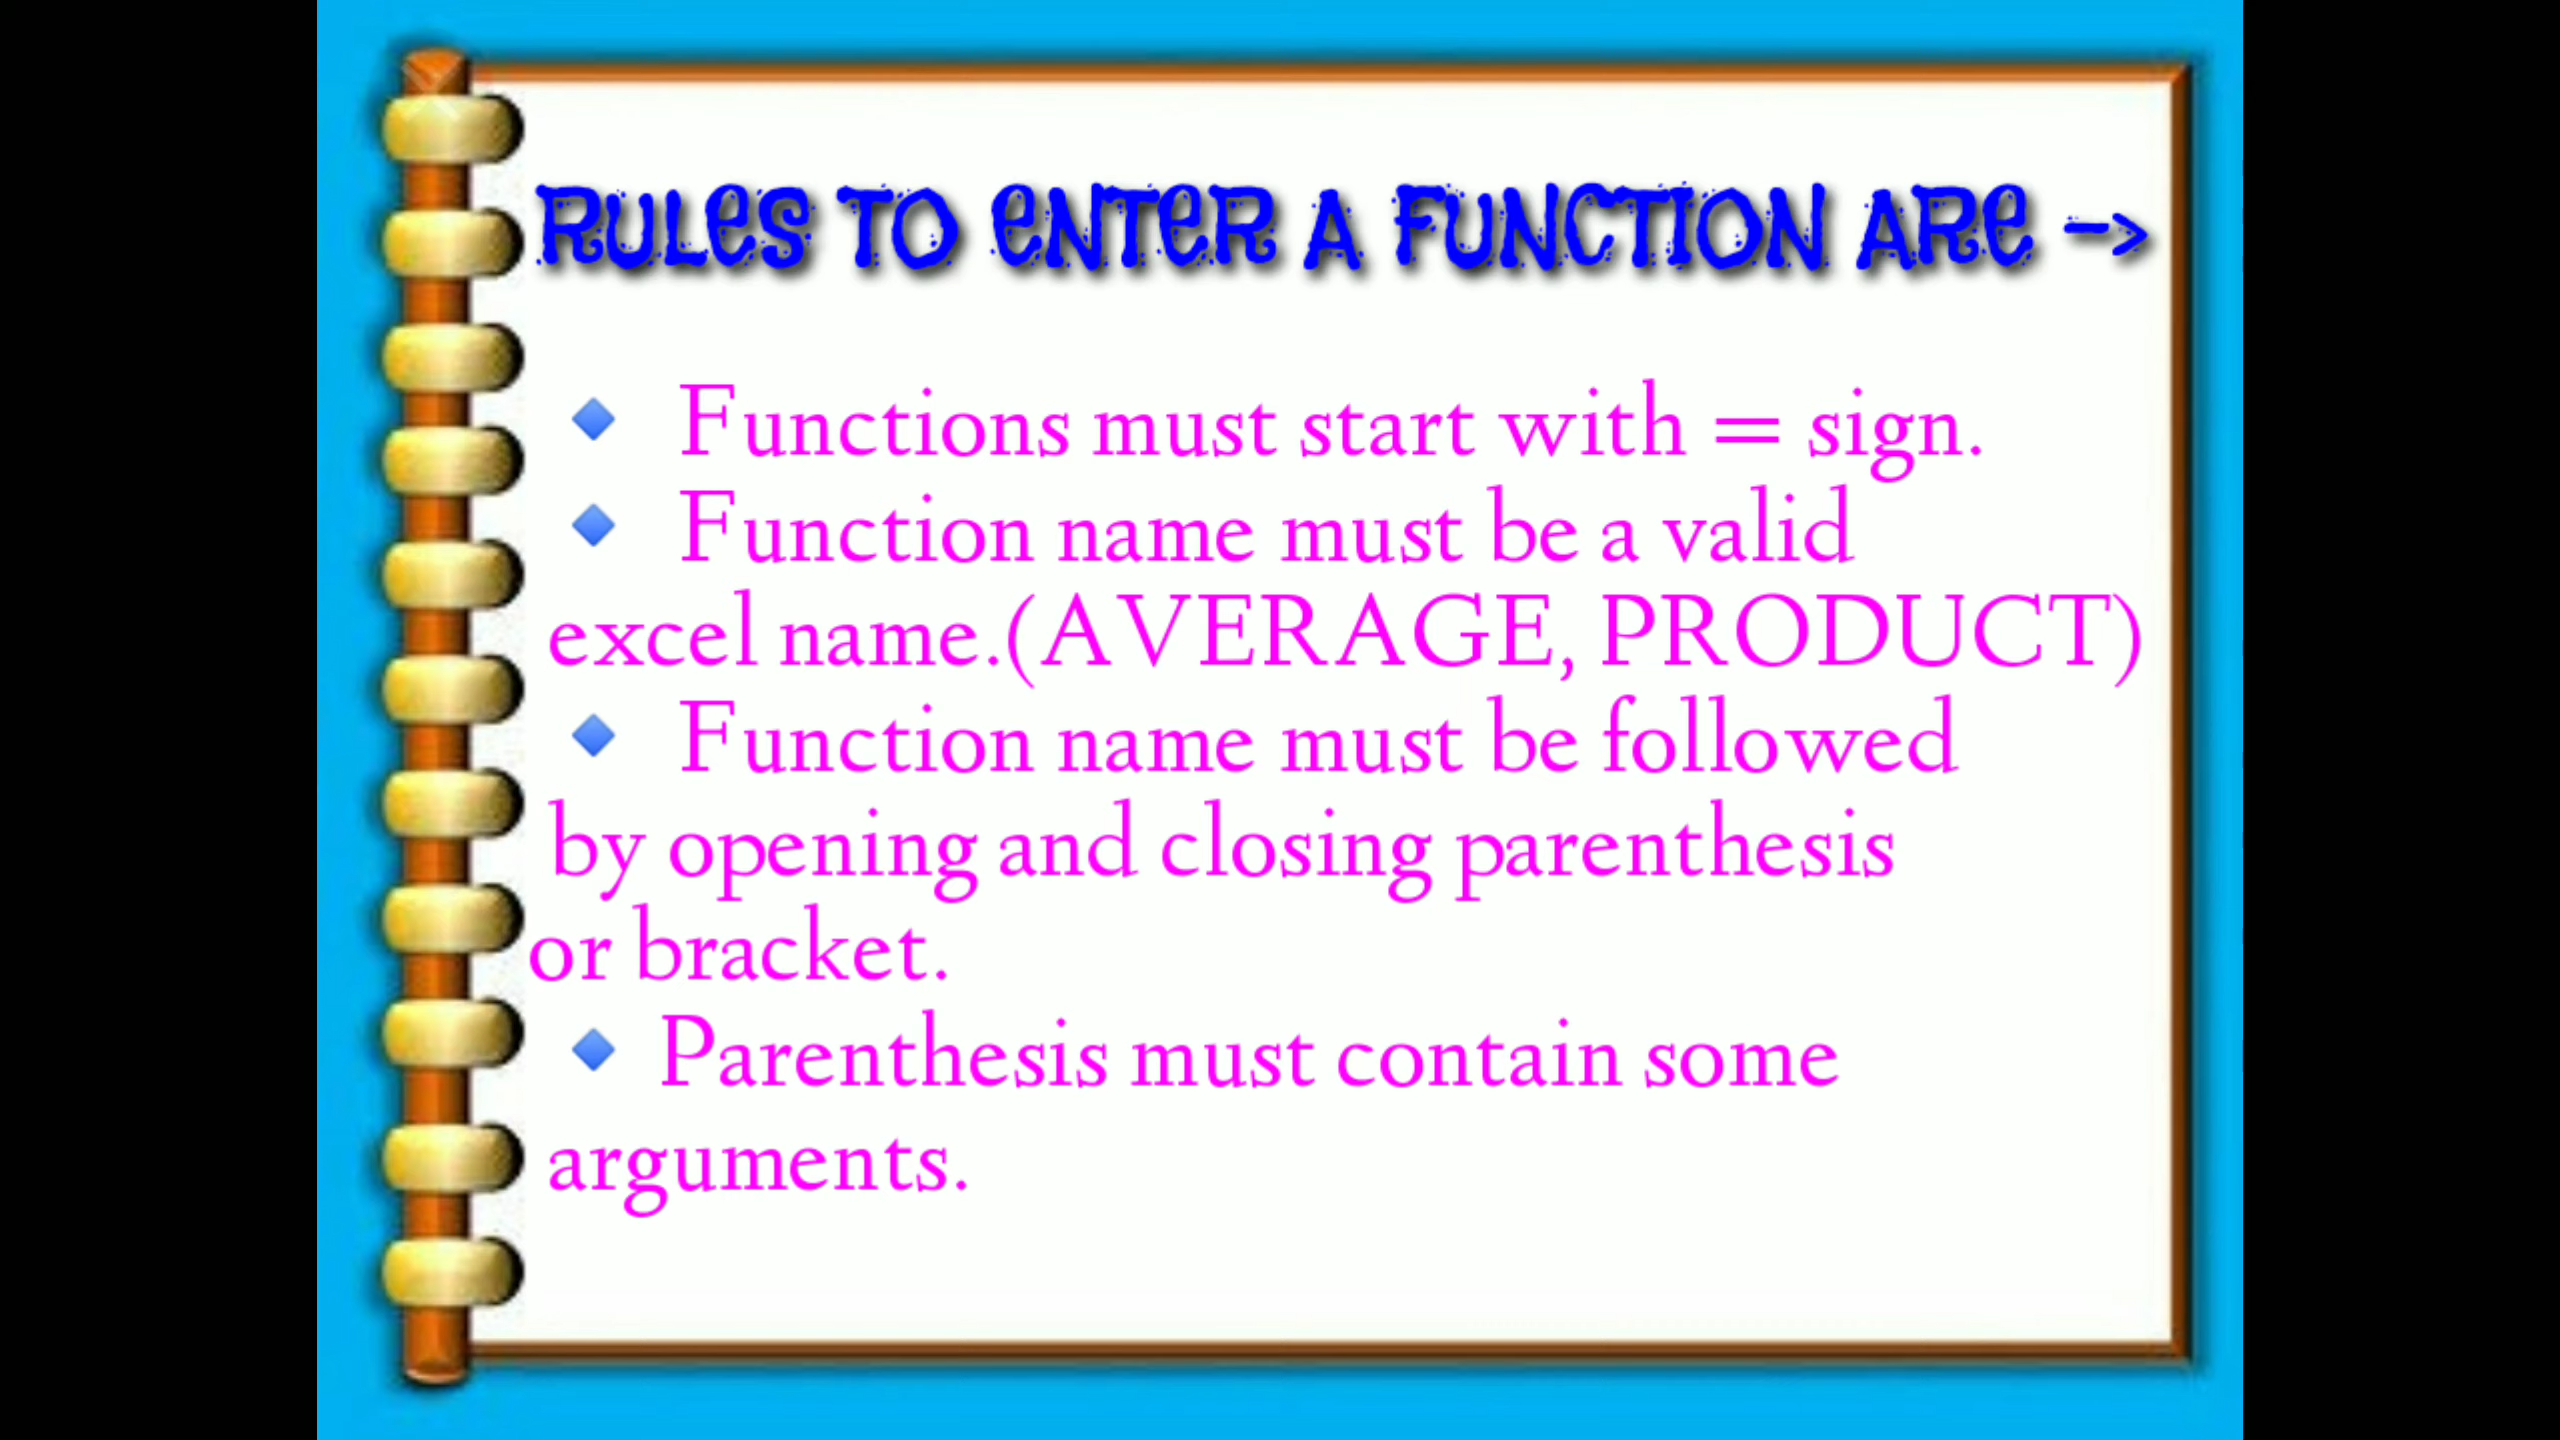 RULES TO ENTER A FUNCTION ARE ->
🔹 Functions must start with = sign.
🔹 Function name must be a valid
excel name.(AVERAGE, PRODUCT)
🔹 Function name must be followed
by opening and closing parenthesis
or bracket.
🔹 Parenthesis must contain some
arguments.